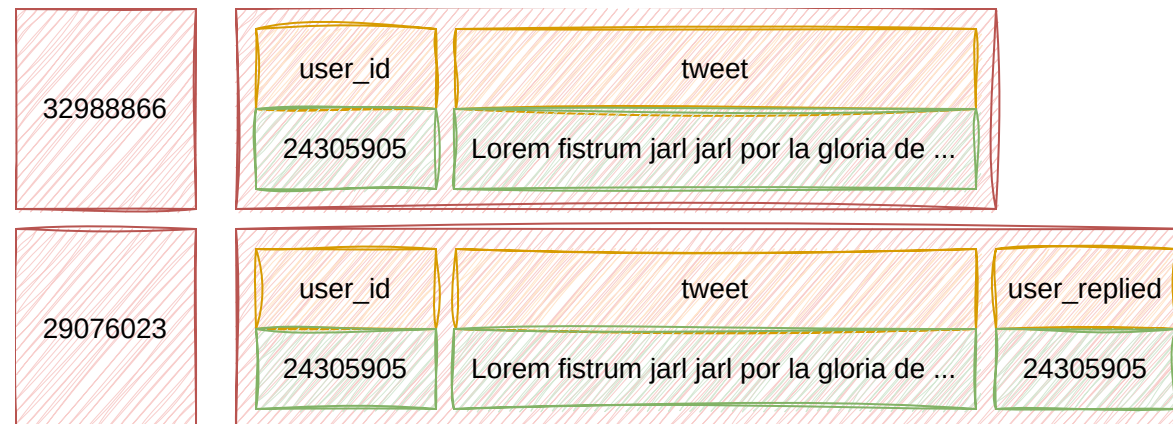 32988866
user_id tweet
24305905 Lorem fistrum jarl jarl por la gloria de ...
29076023
user_id tweet user_replied
24305905 Lorem fistrum jarl jarl por la gloria de ... 24305905